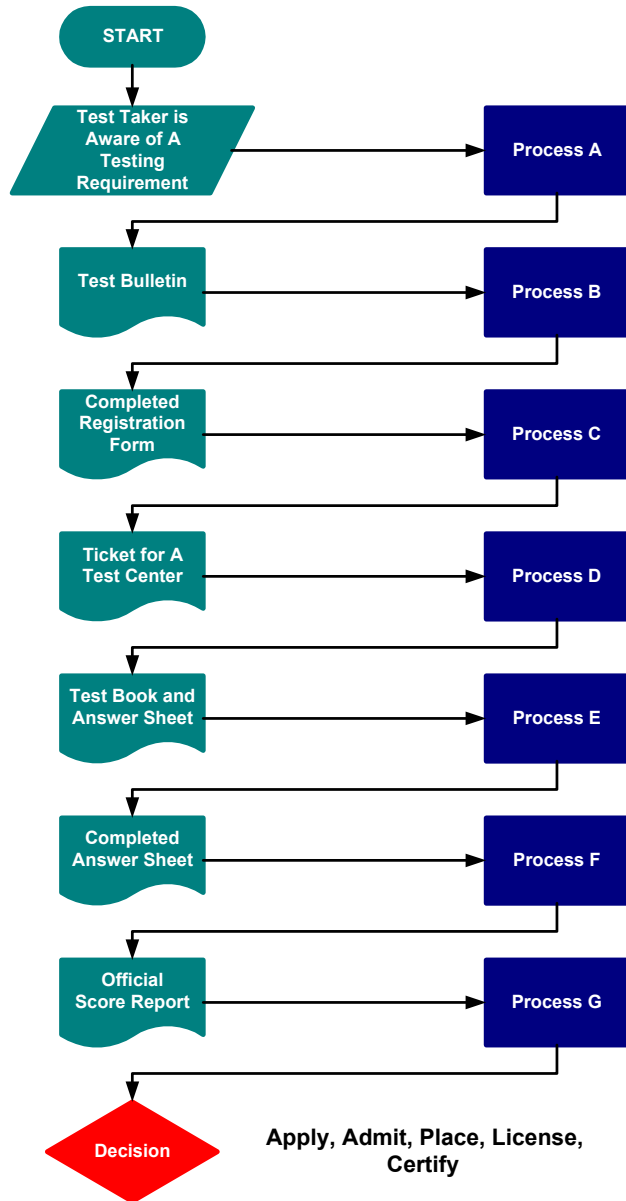 START
Test Taker is
Aware of A
Testing
Requirement
Process A
Test Bulletin
Process B
Completed
Registration
Form
Process C
Ticket for A
Test Center
Process D
Test Book and
Answer Sheet
Process E
Completed
Answer Sheet
Process F
Official
Score Report
Process G
Decision
Apply, Admit, Place, License,
Certify